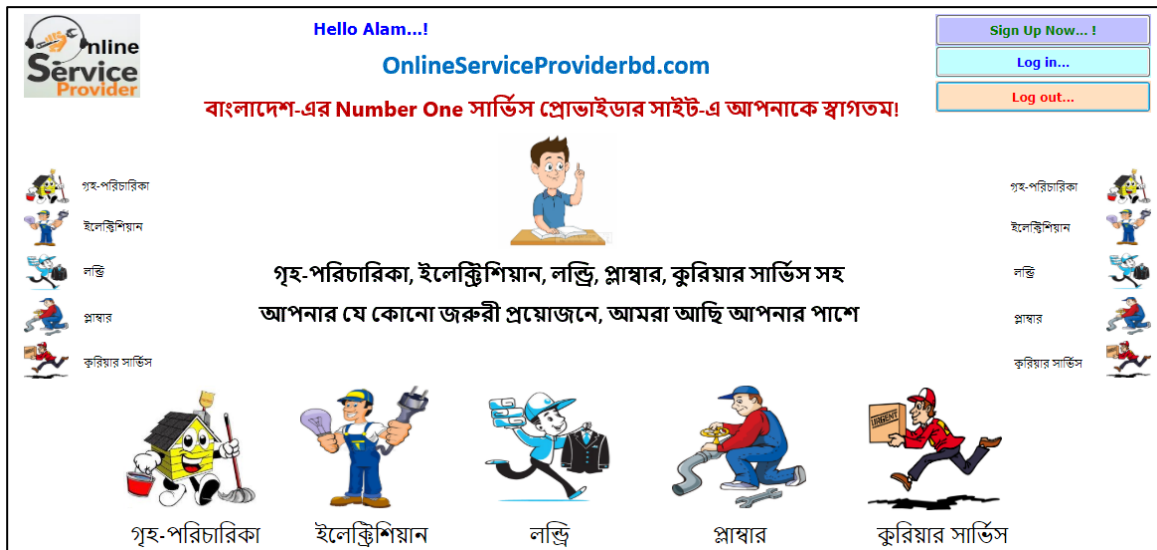 Online
Service
Provider
Hello Alam...!
OnlineServiceProviderbd.com
বাংলাদেশ-এর Number One সার্ভিস প্রোভাইডার সাইট-এ আপনাকে স্বাগতম!
Sign Up Now... !
Log in...
Log out...
গৃহ-পরিচারিকা
ইলেক্ট্রিশিয়ান
লন্ড্রি
প্লাম্বার
কুরিয়ার সার্ভিস
গৃহ-পরিচারিকা, ইলেক্ট্রিশিয়ান, লন্ড্রি, প্লাম্বার, কুরিয়ার সার্ভিস সহ
আপনার যে কোনো জরুরী প্রয়োজনে, আমরা আছি আপনার পাশে
গৃহ-পরিচারিকা
ইলেক্ট্রিশিয়ান
লন্ড্রি
প্লাম্বার
কুরিয়ার সার্ভিস
URGENT
গৃহ-পরিচারিকা
ইলেক্ট্রিশিয়ান
লন্ড্রি
প্লাম্বার
কুরিয়ার সার্ভিস